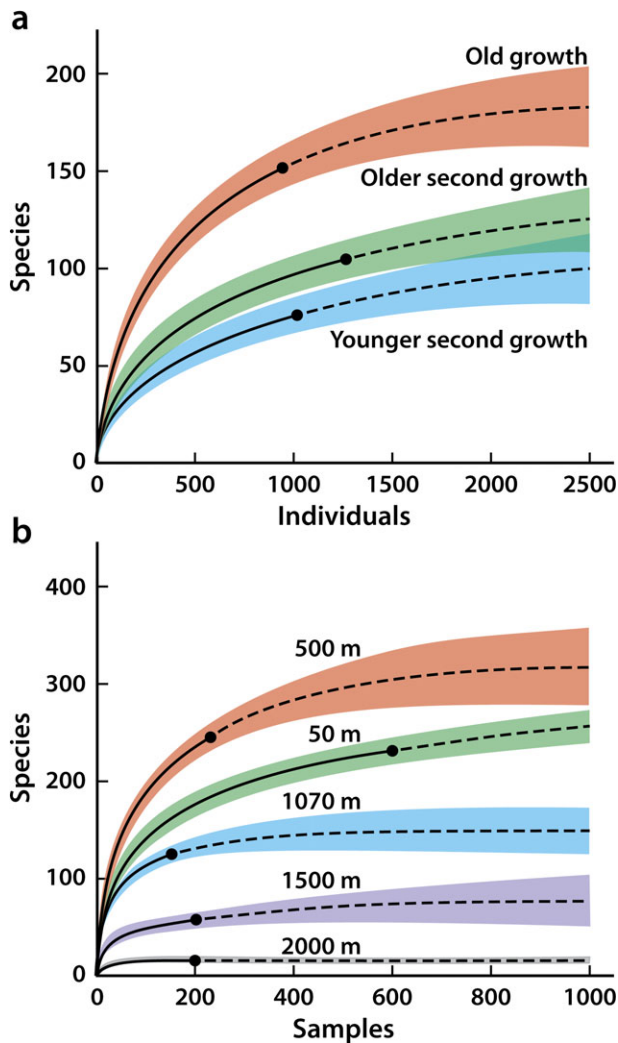 a
Old growth
200
150
Older second growth
Species
100
50
Younger second growth
0
0 500 1000 1500 2000 2500
Individuals
b
400
500 m
300
50 m
Species
200
1070 m
100
1500 m
2000 m
0
0 200 400 600 800 1000
Samples